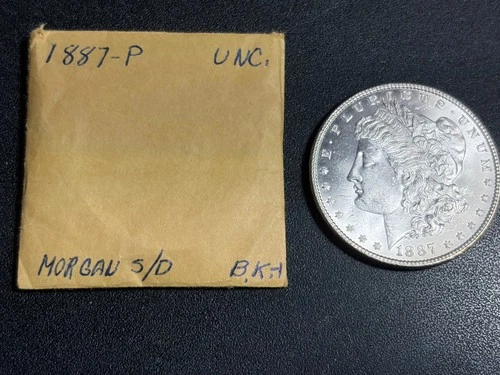 1887-P UNC.
MORGAN S/D B.K.H
E·PLURIBUS·UNUM
1887